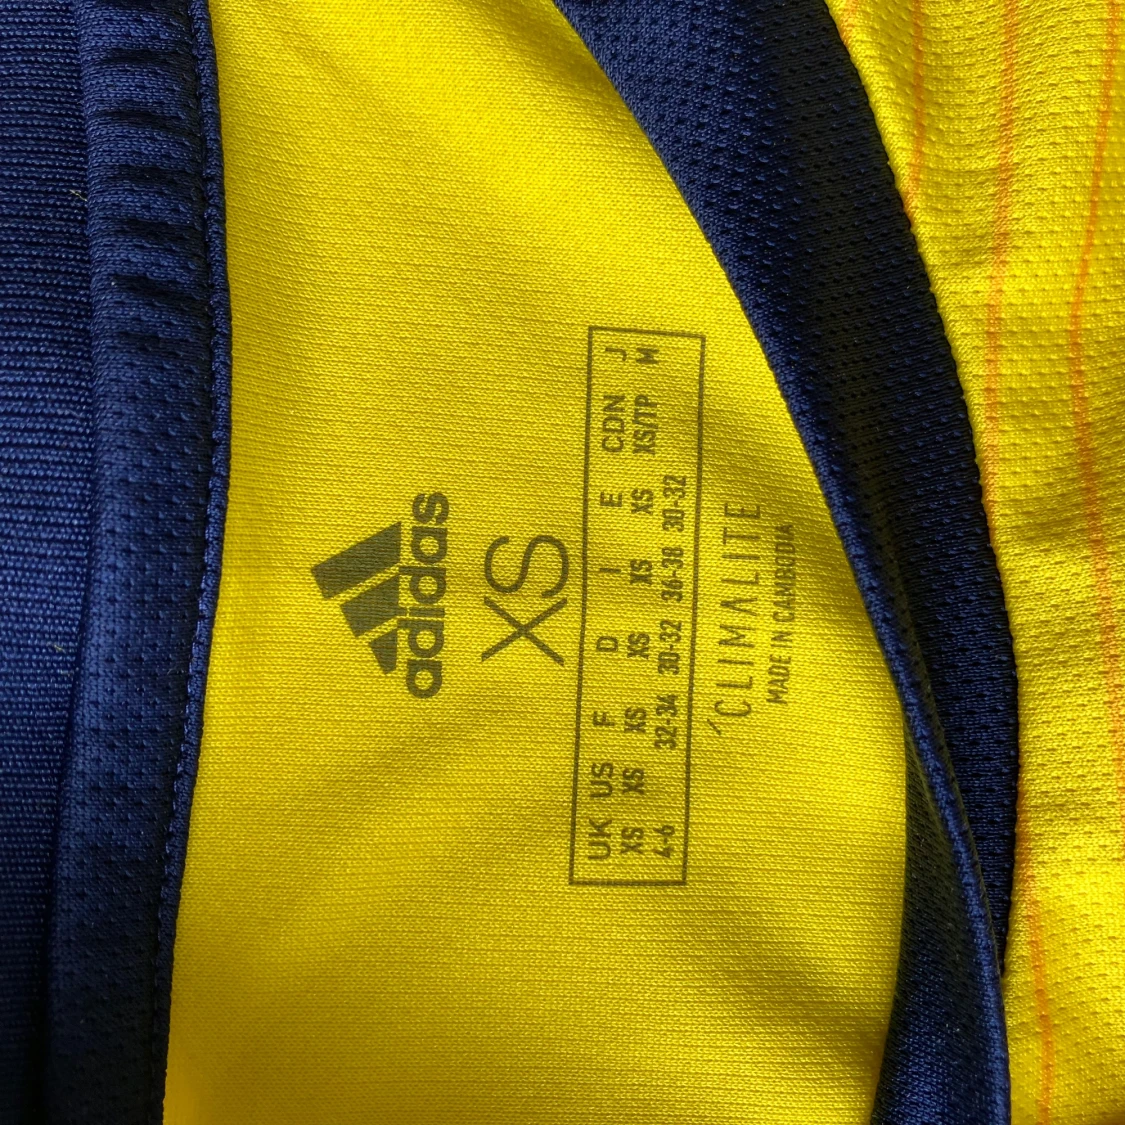 adidas
XS
UK US F D I E CDN J
XS XS XS XS XS XS XS/TP M
4-6 32-34 30-32 36-38 30-32
'CLIMALITE
MADE IN CAMBODIA